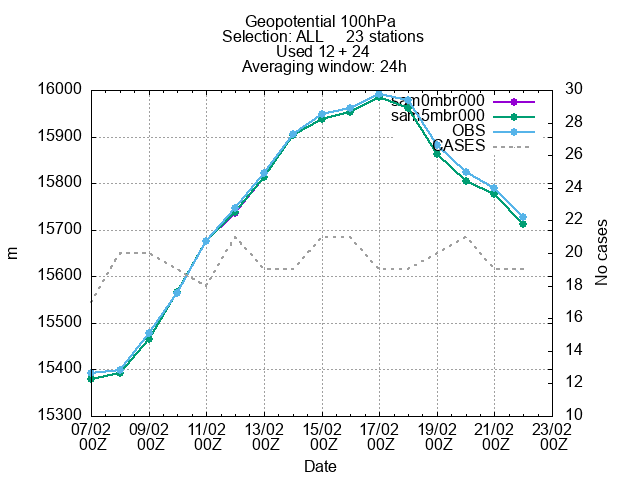 Geopotential 100hPa
Selection: ALL     23 stations
Used 12 + 24
Averaging window: 24h
16000
15900
15800
15700
15600
15500
15400
15300
m
30
28
26
24
22
20
18
16
14
12
10
No cases
sam0mbr000
sam5mbr000
OBS
CASES
07/02 09/02 11/02 13/02 15/02 17/02 19/02 21/02 23/02
00Z 00Z 00Z 00Z 00Z 00Z 00Z 00Z 00Z
Date